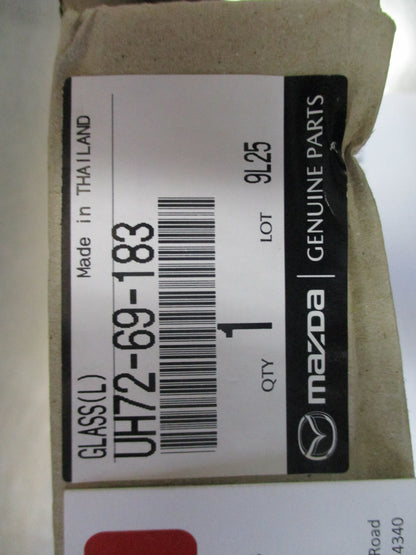 GLASS(L) Made in THAILAND
UH72-69-183
QTY 1 LOT 9L25
mazda GENUINE PARTS
Road
4340